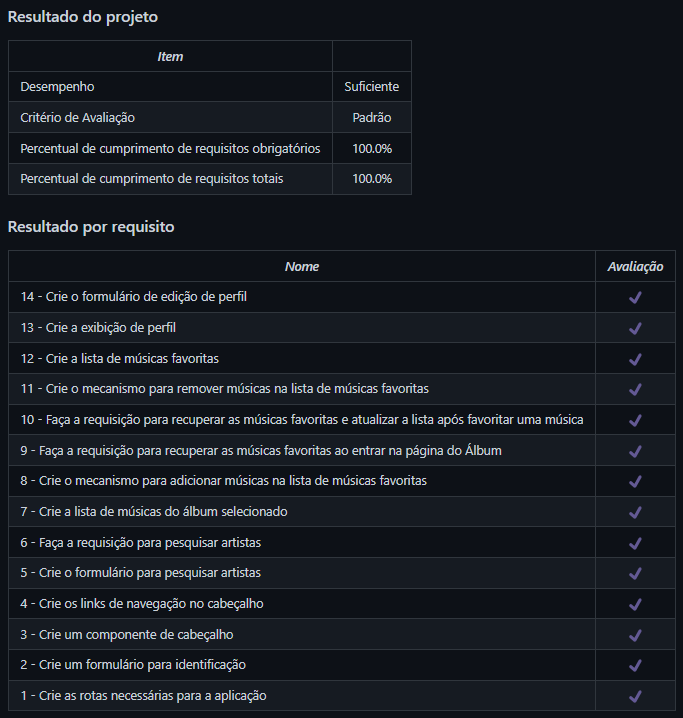 Resultado do projeto
Item
Desempenho Suficiente
Critério de Avaliação Padrão
Percentual de cumprimento de requisitos obrigatórios 100.0%
Percentual de cumprimento de requisitos totais 100.0%
Resultado por requisito
Nome Avaliação
14 - Crie o formulário de edição de perfil ✔
13 - Crie a exibição de perfil ✔
12 - Crie a lista de músicas favoritas ✔
11 - Crie o mecanismo para remover músicas na lista de músicas favoritas ✔
10 - Faça a requisição para recuperar as músicas favoritas e atualizar a lista após favoritar uma música ✔
9 - Faça a requisição para recuperar as músicas favoritas ao entrar na página do Álbum ✔
8 - Crie o mecanismo para adicionar músicas na lista de músicas favoritas ✔
7 - Crie a lista de músicas do álbum selecionado ✔
6 - Faça a requisição para pesquisar artistas ✔
5 - Crie o formulário para pesquisar artistas ✔
4 - Crie os links de navegação no cabeçalho ✔
3 - Crie um componente de cabeçalho ✔
2 - Crie um formulário para identificação ✔
1 - Crie as rotas necessárias para a aplicação ✔